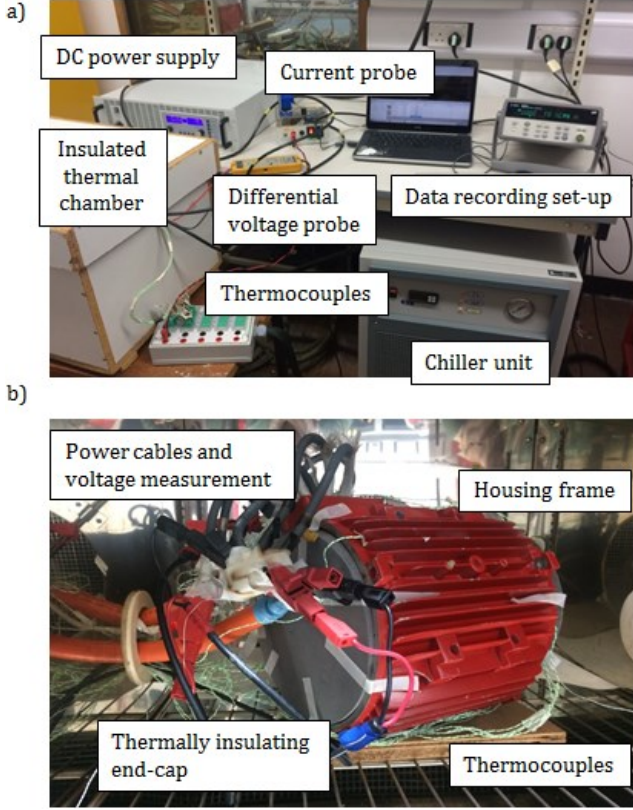 a)
DC power supply
Current probe
Insulated
thermal
chamber
Differential
voltage probe
Data recording set-up
Thermocouples
Chiller unit
b)
Power cables and
voltage measurement
Housing frame
Thermally insulating
end-cap
Thermocouples